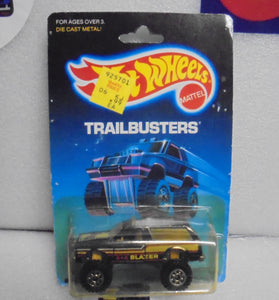 FOR AGES OVER 3.
DIE CAST METAL!
Hot Wheels
MATTEL
TRAILBUSTERS
BLAZER